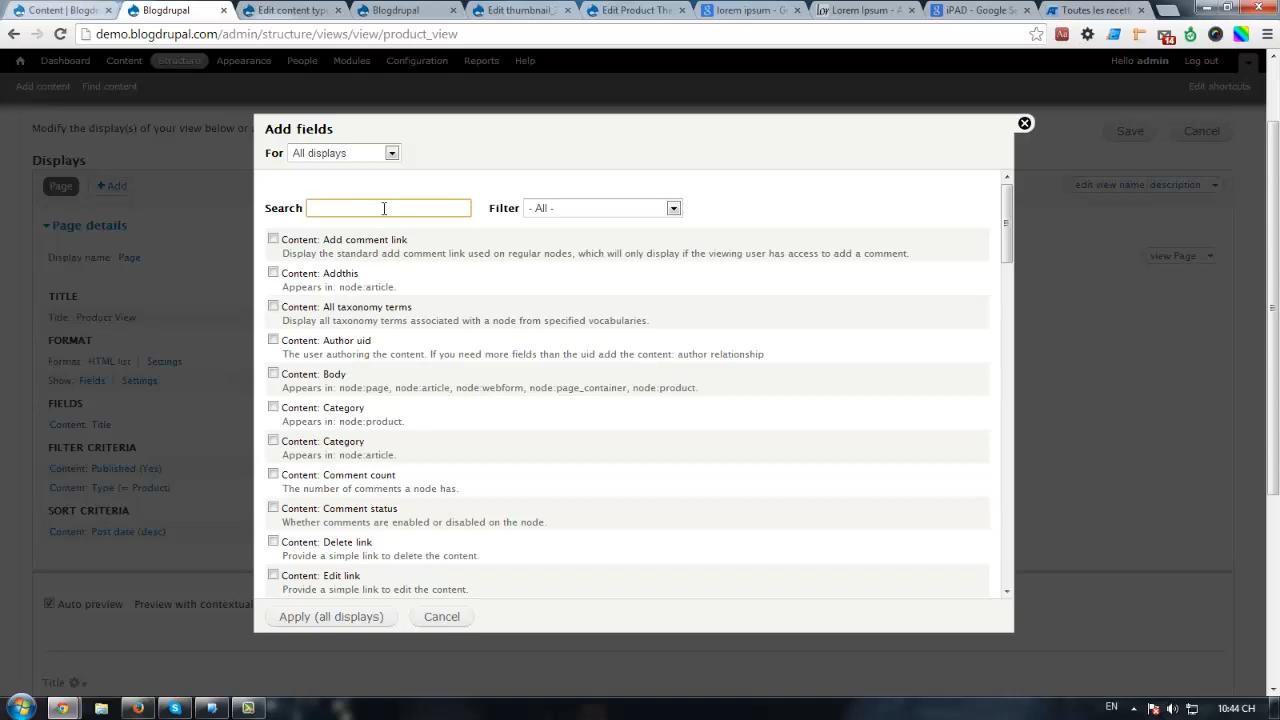 Content | Blogdr
Blogdrupal
Edit content type
Blogdrupal
Edit thumbnail_2
Edit Product The
lorem ipsum - Go
Lorem Ipsum - A
iPAD - Google Se
Toutes les recett
demo.blogdrupal.com/admin/structure/views/view/product_view
14
Dashboard Content Structure Appearance People Modules Configuration Reports Help
Hello admin Log out
Add content Find content
Edit shortcuts
Modify the display(s) of your view below or
Save Cancel
Displays
Page + Add
edit view name description
Page details
Display name: Page
view Page
TITLE
Title: Product View
FORMAT
Format: HTML list | Settings
Show: Fields | Settings
FIELDS
Content: Title
FILTER CRITERIA
Content: Published (Yes)
Content: Type (= Product)
SORT CRITERIA
Content: Post date (desc)
Auto preview Preview with contextual
Title
Add fields
For All displays
Search
Filter - All -
Content: Add comment link
Display the standard add comment link used on regular nodes, which will only display if the viewing user has access to add a comment.
Content: Addthis
Appears in: node:article.
Content: All taxonomy terms
Display all taxonomy terms associated with a node from specified vocabularies.
Content: Author uid
The user authoring the content. If you need more fields than the uid add the content: author relationship
Content: Body
Appears in: node:page, node:article, node:webform, node:page_container, node:product.
Content: Category
Appears in: node:product.
Content: Category
Appears in: node:article.
Content: Comment count
The number of comments a node has.
Content: Comment status
Whether comments are enabled or disabled on the node.
Content: Delete link
Provide a simple link to delete the content.
Content: Edit link
Provide a simple link to edit the content.
Apply (all displays) Cancel
EN
10:44 CH